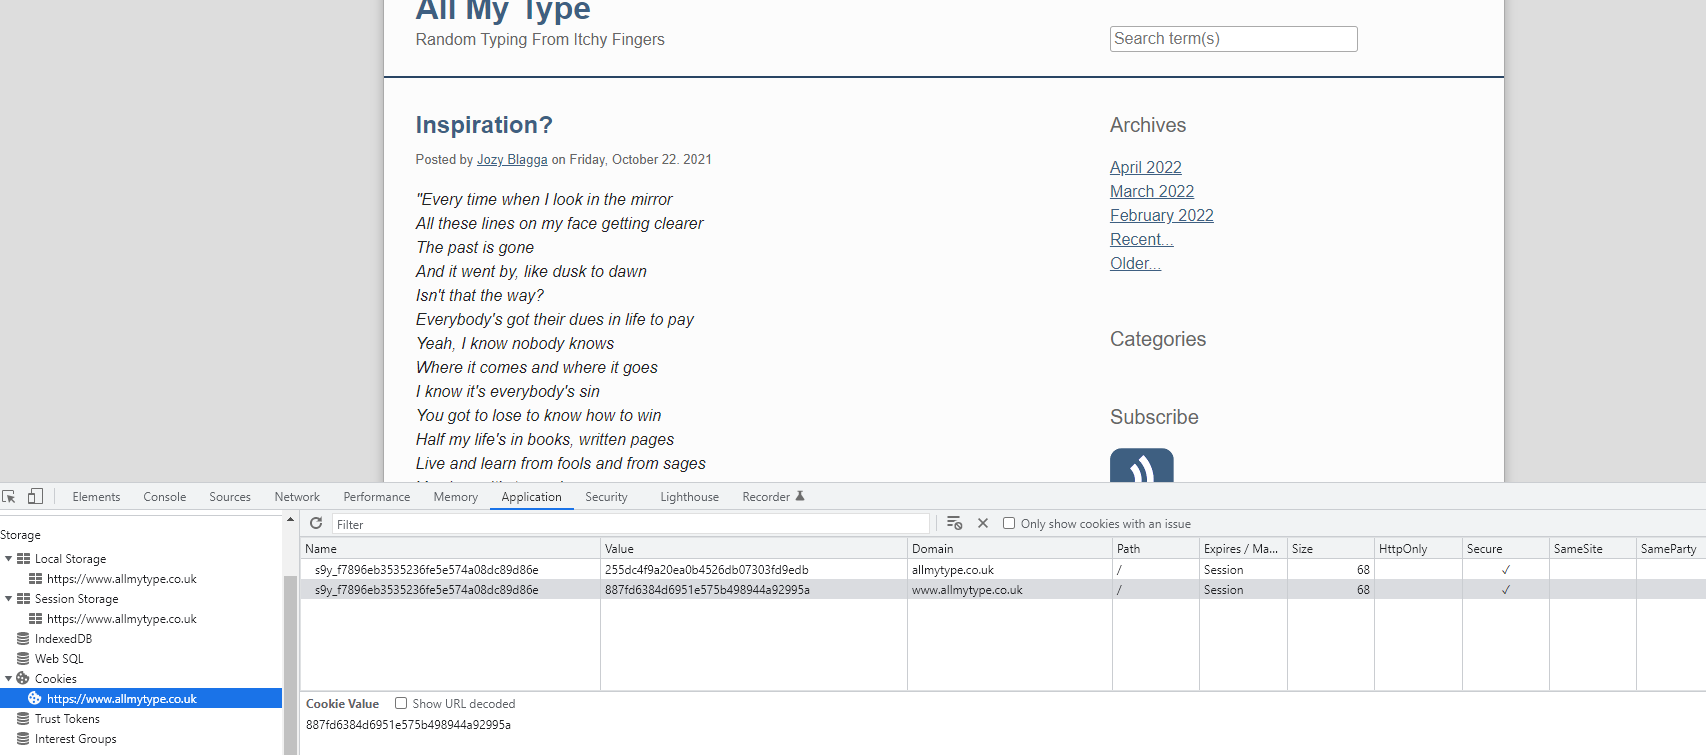 All My Type
Random Typing From Itchy Fingers
Search term(s)
Inspiration?
Posted by Jozy Blagga on Friday, October 22. 2021
"Every time when I look in the mirror
All these lines on my face getting clearer
The past is gone
And it went by, like dusk to dawn
Isn't that the way?
Everybody's got their dues in life to pay
Yeah, I know nobody knows
Where it comes and where it goes
I know it's everybody's sin
You got to lose to know how to win
Half my life's in books, written pages
Live and learn from fools and from sages
Archives
April 2022
March 2022
February 2022
Recent...
Older...
Categories
Subscribe
Elements Console Sources Network Performance Memory Application Security Lighthouse Recorder
Storage
Local Storage
https://www.allmytype.co.uk
Session Storage
https://www.allmytype.co.uk
IndexedDB
Web SQL
Cookies
https://www.allmytype.co.uk
Trust Tokens
Interest Groups
Filter
Only show cookies with an issue
Name Value Domain Path Expires / Ma... Size HttpOnly Secure SameSite SameParty
s9y_f7896eb3535236fe5e574a08dc89d86e 255dc4f9a20ea0b4526db07303fd9edb allmytype.co.uk / Session 68 ✓
s9y_f7896eb3535236fe5e574a08dc89d86e 887fd6384d6951e575b498944a92995a www.allmytype.co.uk / Session 68 ✓
Cookie Value Show URL decoded
887fd6384d6951e575b498944a92995a